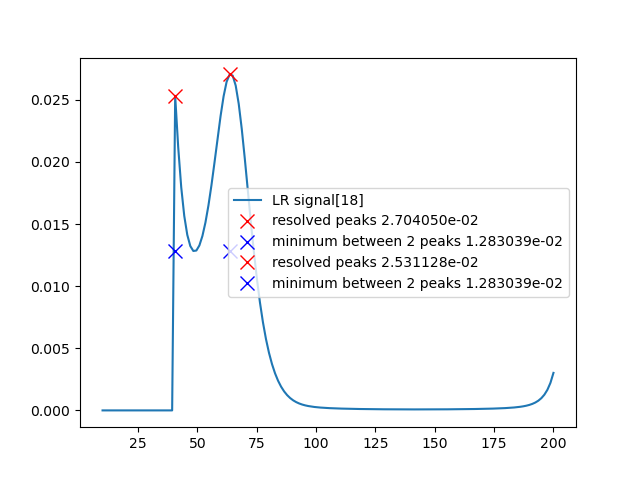 0.025
0.020
0.015
0.010
0.005
0.000
LR signal[18]
resolved peaks 2.704050e-02
minimum between 2 peaks 1.283039e-02
resolved peaks 2.531128e-02
minimum between 2 peaks 1.283039e-02
25 50 75 100 125 150 175 200